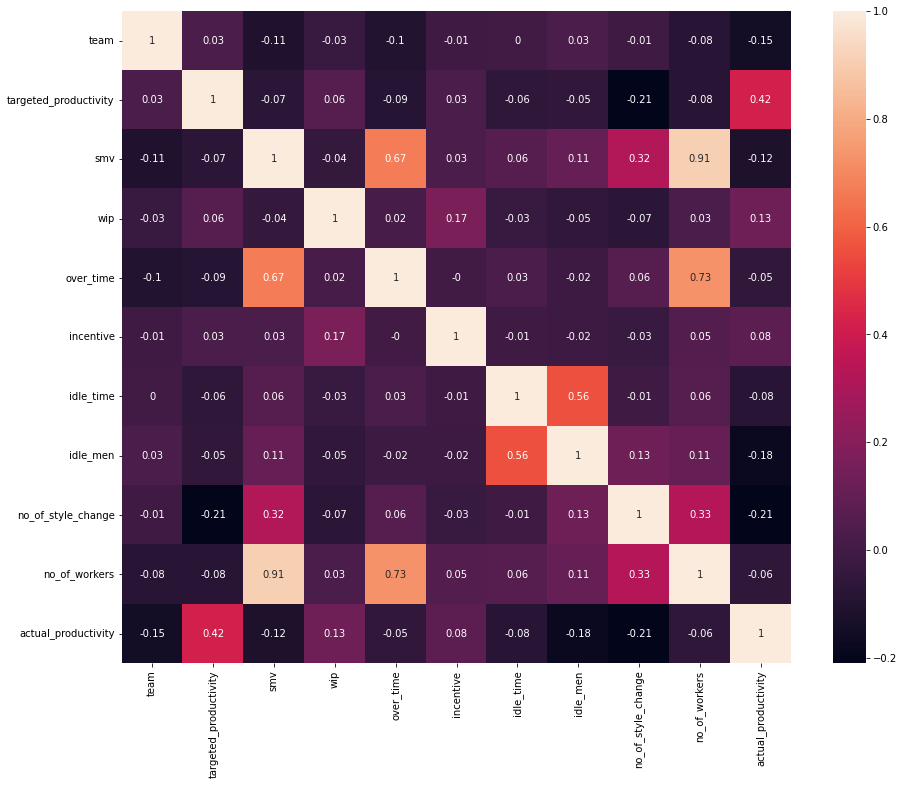 team 1 0.03 -0.11 -0.03 -0.1 -0.01 0 0.03 -0.01 -0.08 -0.15
targeted_productivity 0.03 1 -0.07 0.06 -0.09 0.03 -0.06 -0.05 -0.21 -0.08 0.42
smv -0.11 -0.07 1 -0.04 0.67 0.03 0.06 0.11 0.32 0.91 -0.12
wip -0.03 0.06 -0.04 1 0.02 0.17 -0.03 -0.05 -0.07 0.03 0.13
over_time -0.1 -0.09 0.67 0.02 1 -0 0.03 -0.02 0.06 0.73 -0.05
incentive -0.01 0.03 0.03 0.17 -0 1 -0.01 -0.02 -0.03 0.05 0.08
idle_time 0 -0.06 0.06 -0.03 0.03 -0.01 1 0.56 -0.01 0.06 -0.08
idle_men 0.03 -0.05 0.11 -0.05 -0.02 -0.02 0.56 1 0.13 0.11 -0.18
no_of_style_change -0.01 -0.21 0.32 -0.07 0.06 -0.03 -0.01 0.13 1 0.33 -0.21
no_of_workers -0.08 -0.08 0.91 0.03 0.73 0.05 0.06 0.11 0.33 1 -0.06
actual_productivity -0.15 0.42 -0.12 0.13 -0.05 0.08 -0.08 -0.18 -0.21 -0.06 1
team targeted_productivity smv wip over_time incentive idle_time idle_men no_of_style_change no_of_workers actual_productivity
1.0
0.8
0.6
0.4
0.2
0.0
−0.2